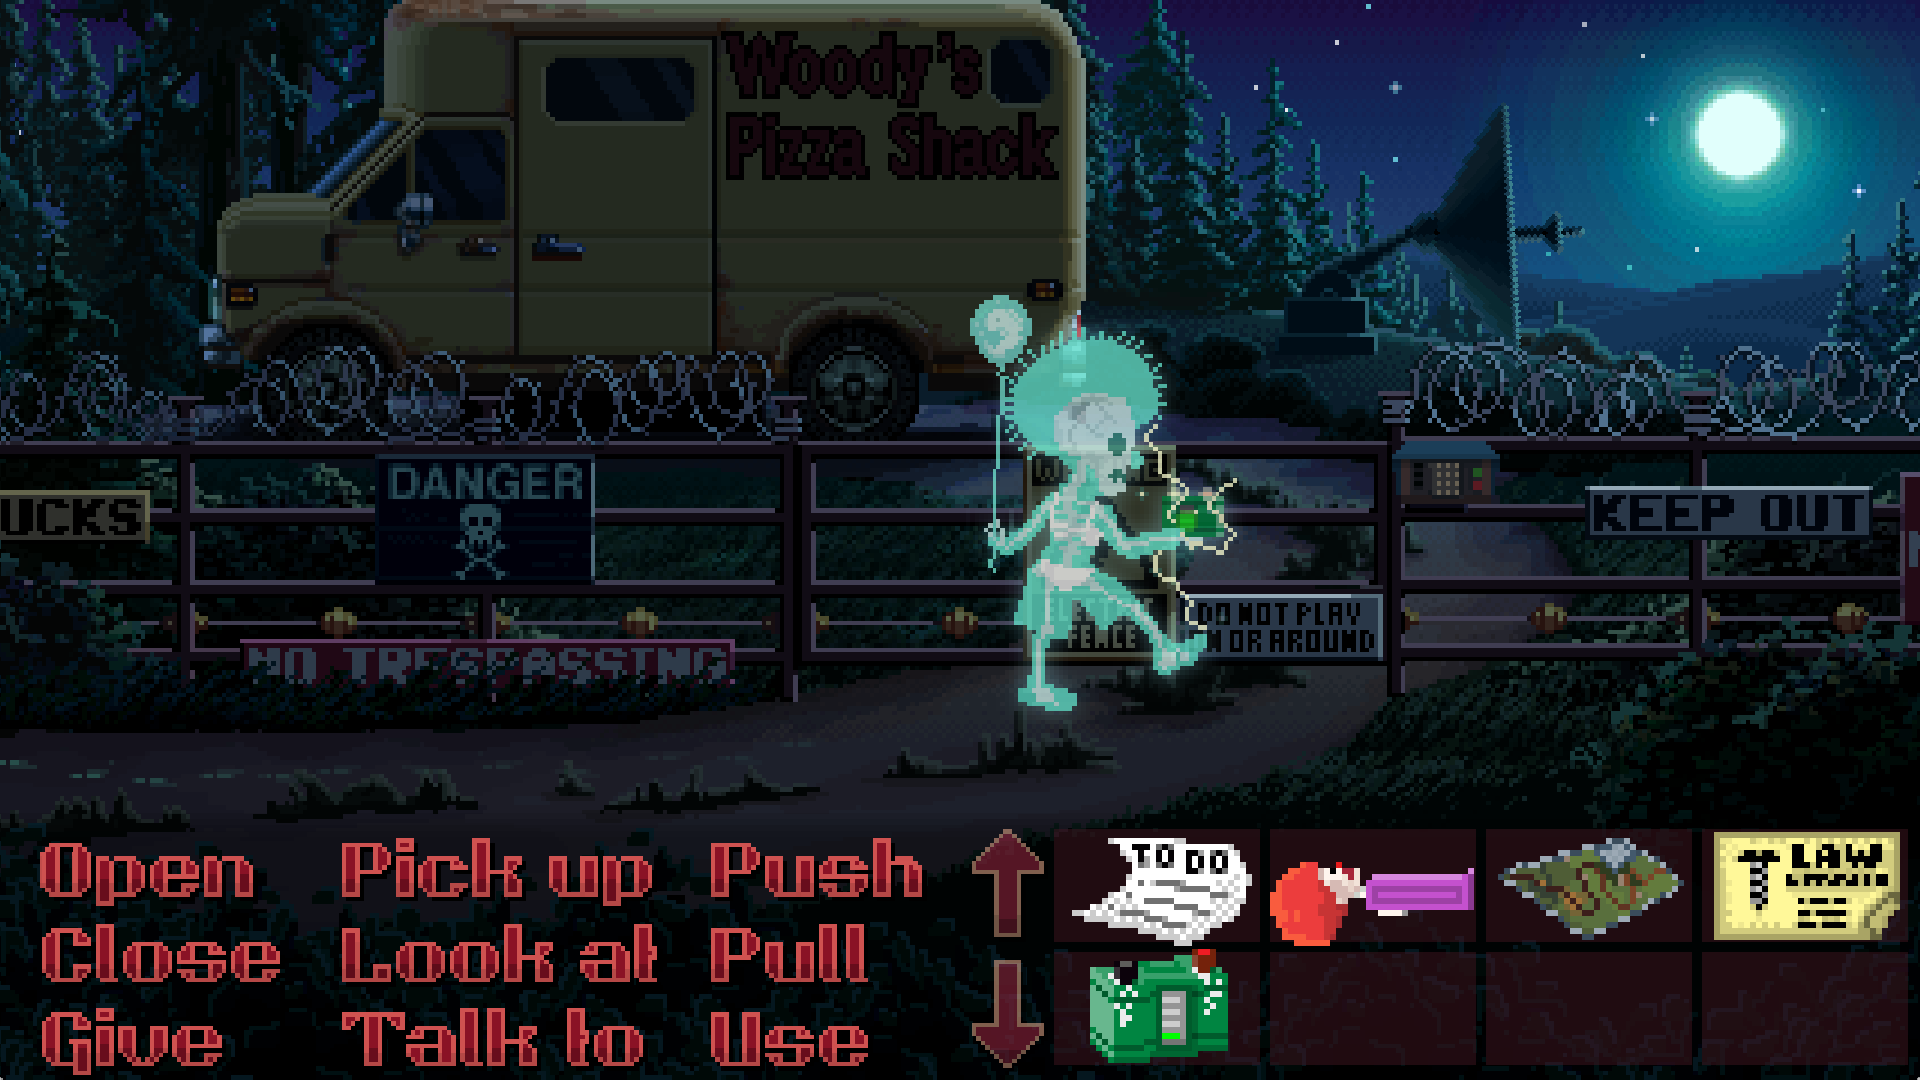 Woody's
Pizza Shack
UCKS
DANGER
KEEP OUT
DO NOT PLAY
OR AROUND
FENCE
NO TRESPASSING
Open Pick up Push
Close Look at Pull
Give Talk to Use
TO DO
LAW